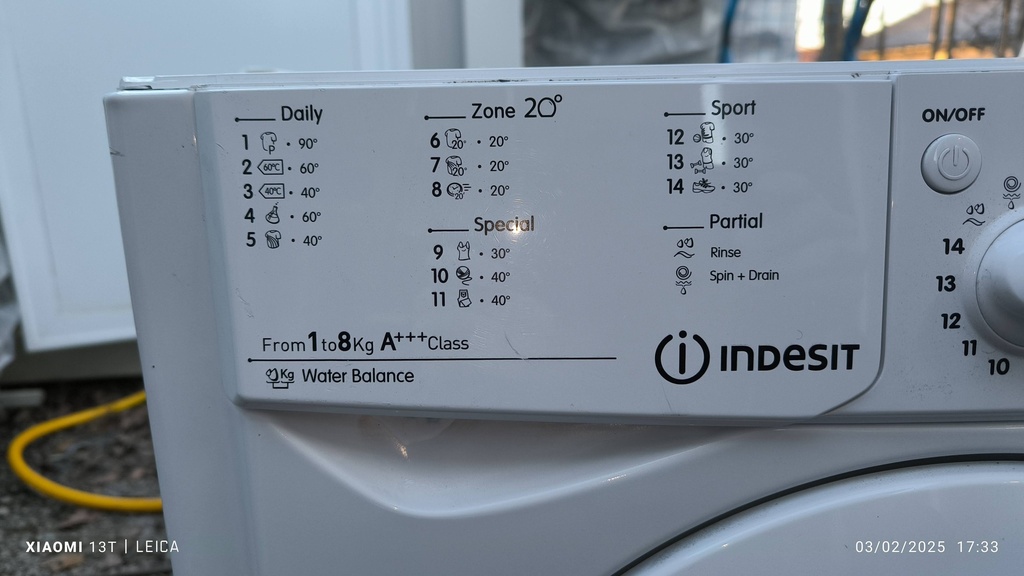 Daily
1 · 90°
2 60°C · 60°
3 40°C · 40°
4 · 60°
5 · 40°
Zone 20°
6 20° · 20°
7 20° · 20°
8 20° · 20°
Special
9 · 30°
10 · 40°
11 · 40°
Sport
12 · 30°
13 · 30°
14 · 30°
Partial
Rinse
Spin + Drain
From 1 to 8Kg A+++ Class
Kg Water Balance
i INDESIT
ON/OFF
14
13
12
11
10
XIAOMI 13T | LEICA
03/02/2025 17:33